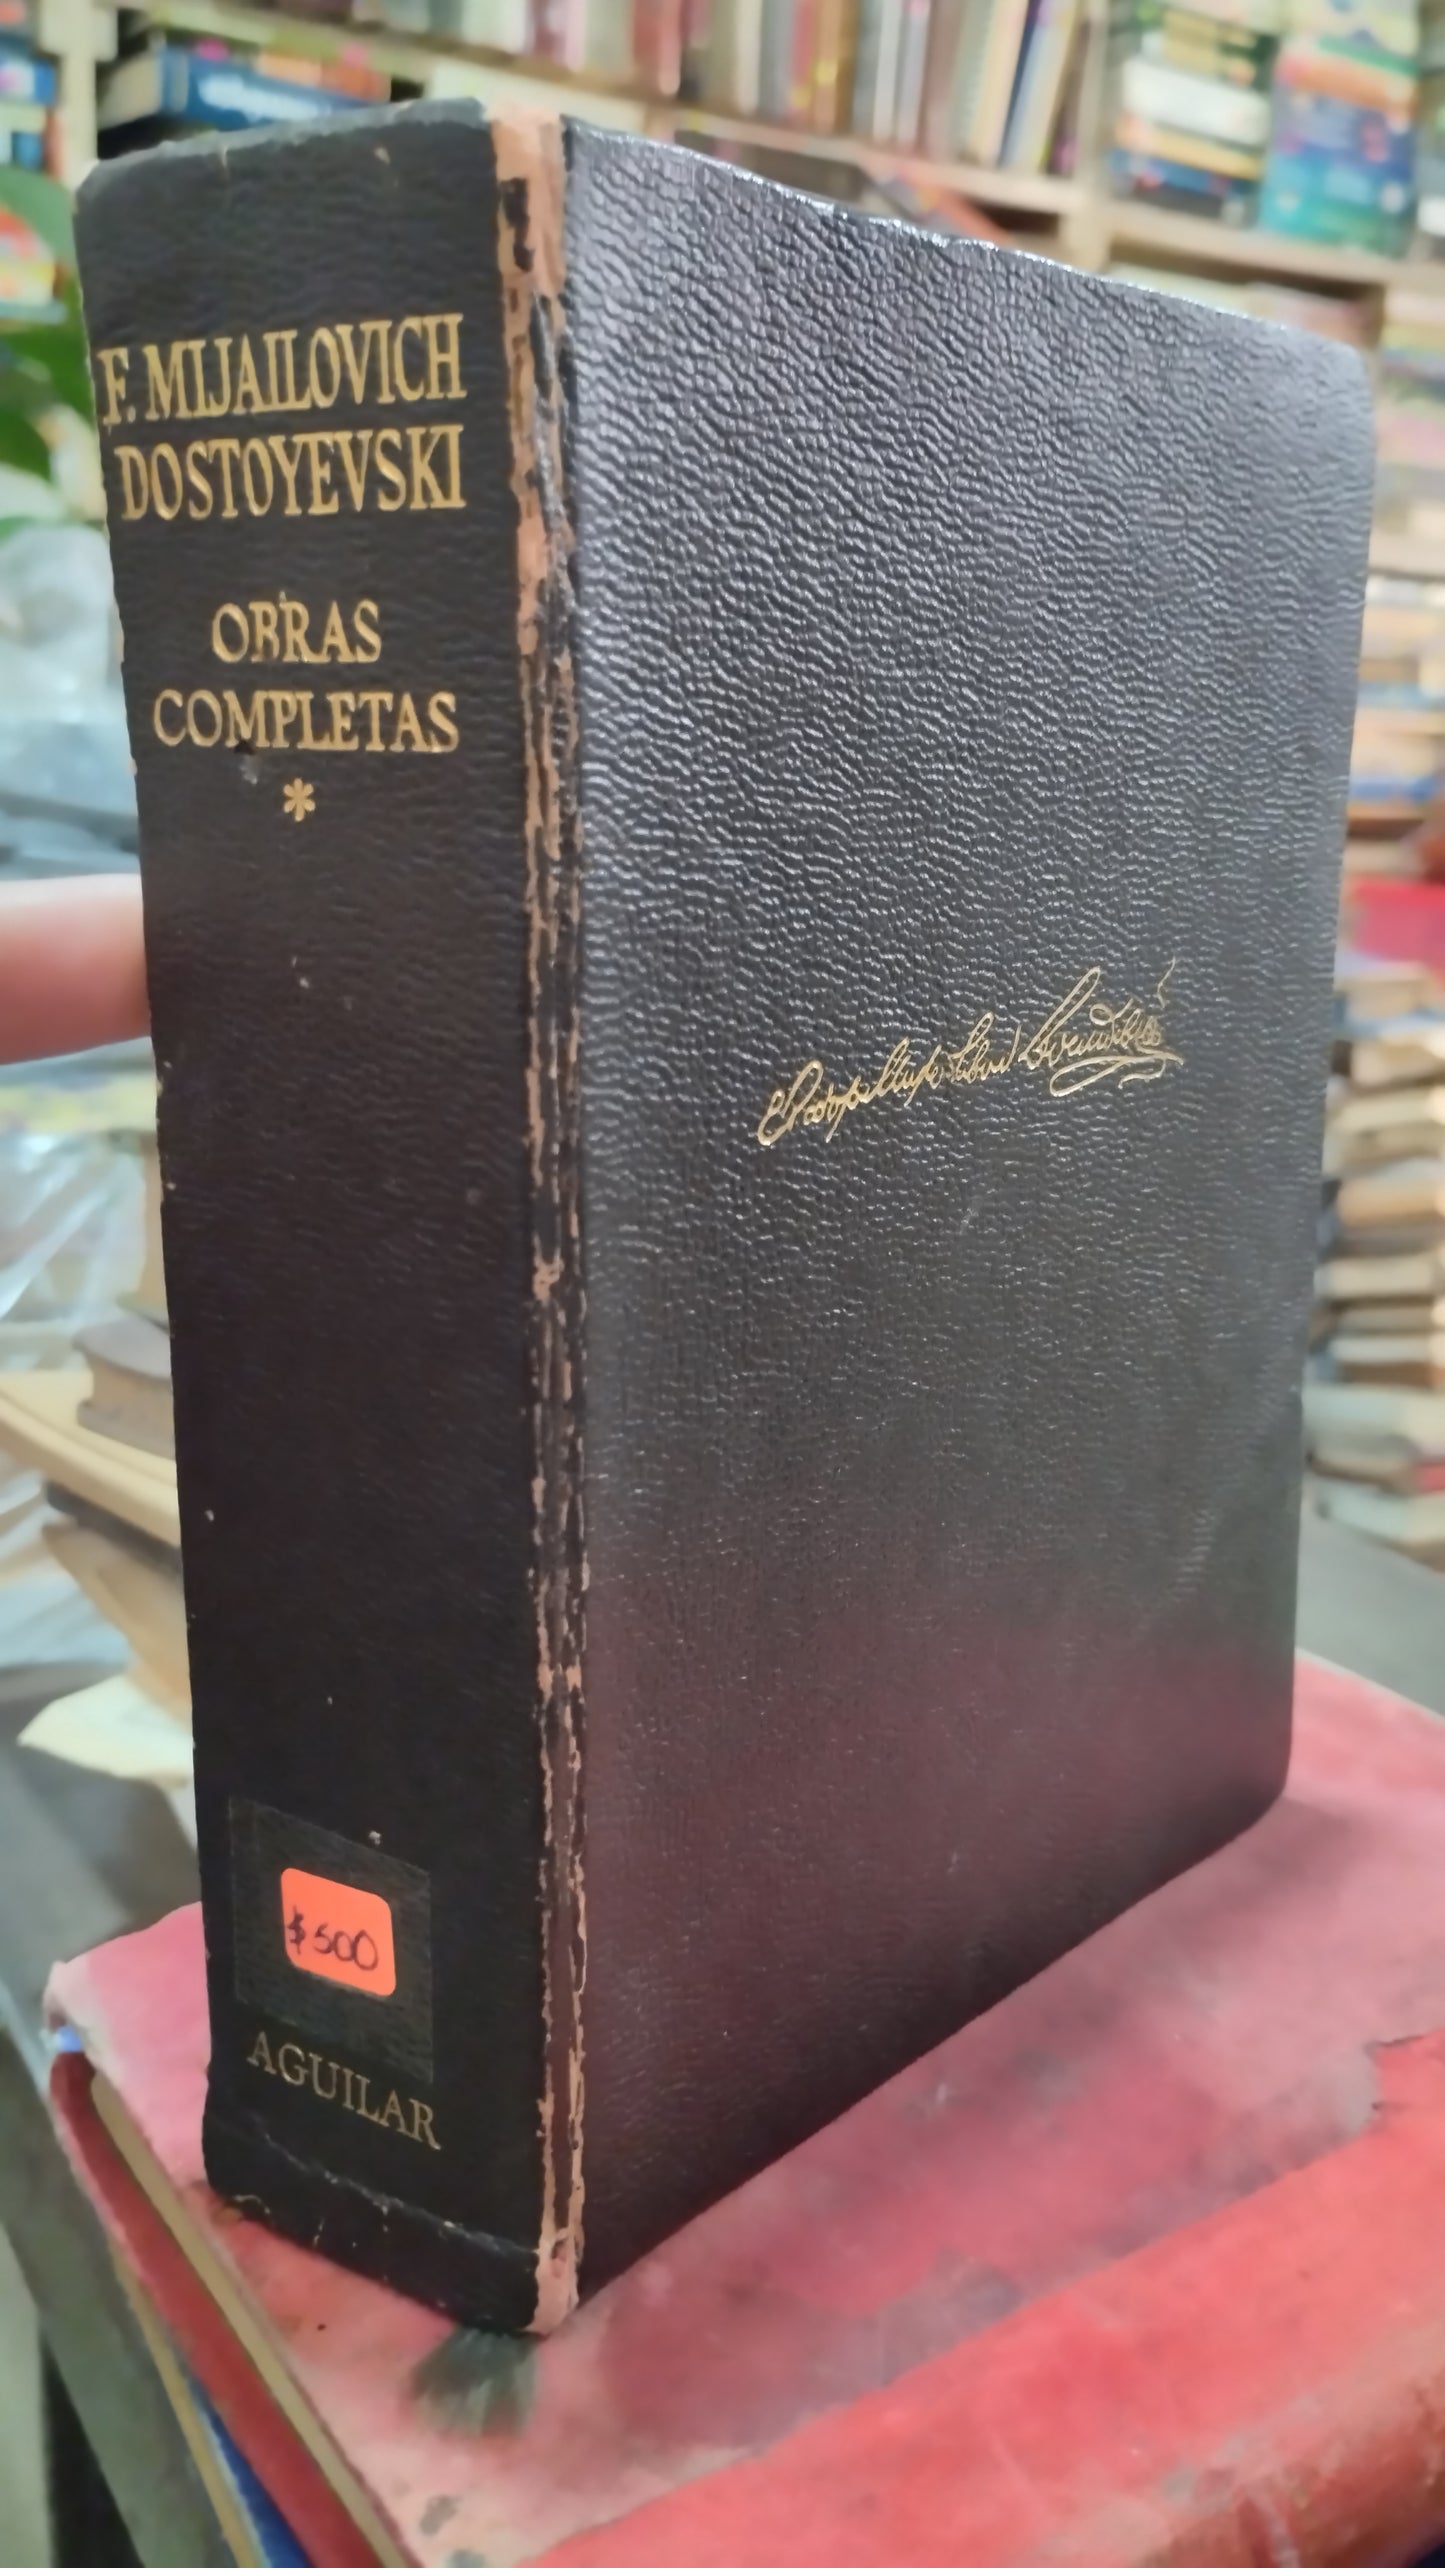 F. MIJAILOVICH
DOSTOYEVSKI
OBRAS
COMPLETAS
*
$500
AGUILAR